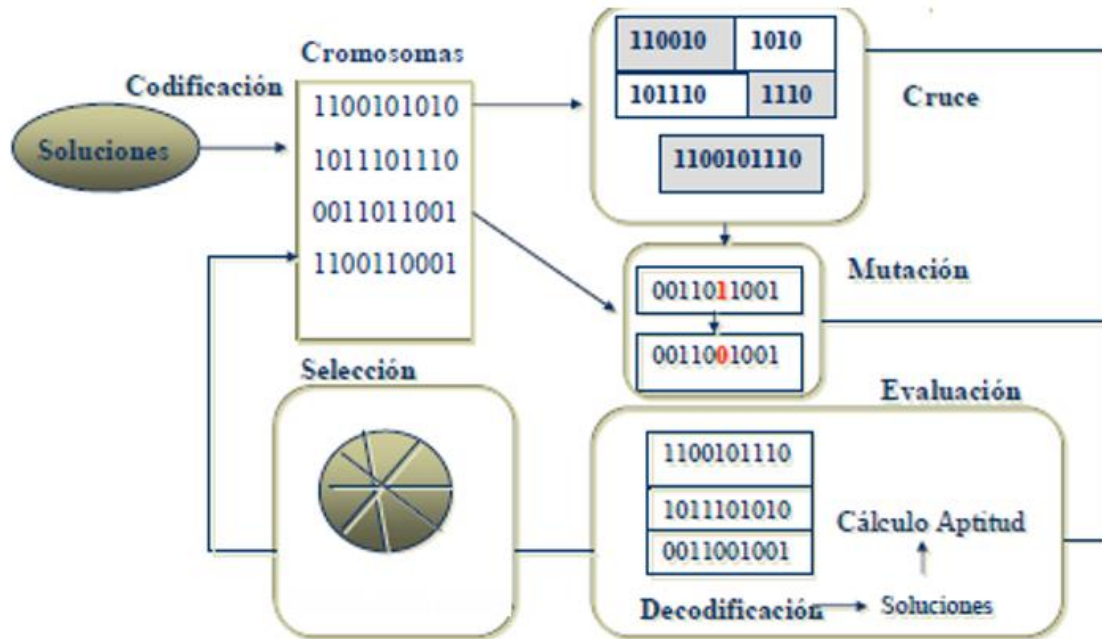 Codificación
Soluciones
Cromosomas
1100101010
1011101110
0011011001
1100110001
110010 1010
101110 1110
1100101110
Cruce
Mutación
0011011001
0011001001
Selección
Evaluación
1100101110
1011101010
0011001001
Cálculo Aptitud
Decodificación Soluciones